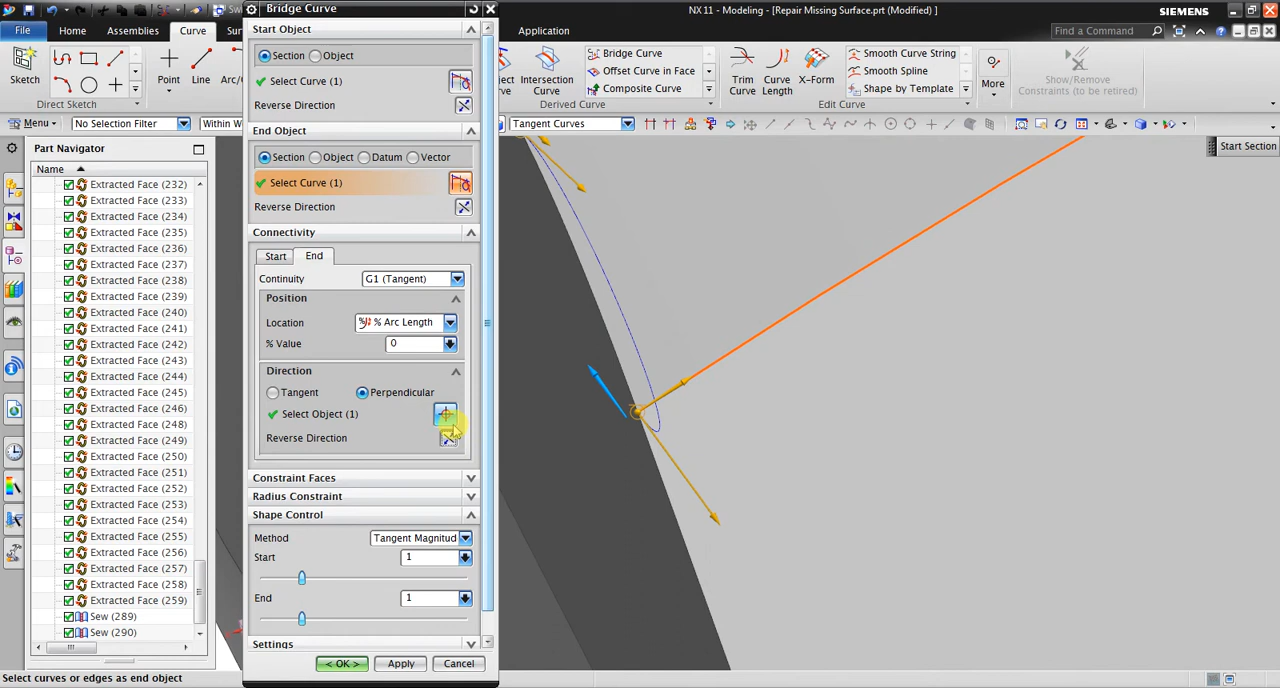 NX 11 - Modeling - [Repair Missing Surface.prt (Modified) ]
SIEMENS
File
Home
Assemblies
Curve
Application
Find a Command
Sketch
Direct Sketch
Point
Line
Intersection
Curve
Bridge Curve
Offset Curve in Face
Composite Curve
Derived Curve
Trim
Curve
Curve
Length
X-Form
Smooth Curve String
Smooth Spline
Shape by Template
Edit Curve
More
Show/Remove
Constraints (to be retired)
Menu
No Selection Filter
Tangent Curves
Start Section
Part Navigator
Name
Extracted Face (232)
Extracted Face (233)
Extracted Face (234)
Extracted Face (235)
Extracted Face (236)
Extracted Face (237)
Extracted Face (238)
Extracted Face (239)
Extracted Face (240)
Extracted Face (241)
Extracted Face (242)
Extracted Face (243)
Extracted Face (244)
Extracted Face (245)
Extracted Face (246)
Extracted Face (248)
Extracted Face (249)
Extracted Face (250)
Extracted Face (251)
Extracted Face (252)
Extracted Face (253)
Extracted Face (254)
Extracted Face (255)
Extracted Face (256)
Extracted Face (257)
Extracted Face (258)
Extracted Face (259)
Sew (289)
Sew (290)
Bridge Curve
Start Object
Section
Object
Select Curve (1)
Reverse Direction
End Object
Section
Object
Datum
Vector
Select Curve (1)
Reverse Direction
Connectivity
Start
End
Continuity
G1 (Tangent)
Position
Location
% Arc Length
% Value
0
Direction
Tangent
Perpendicular
Select Object (1)
Reverse Direction
Constraint Faces
Radius Constraint
Shape Control
Method
Tangent Magnitud
Start
1
End
1
Settings
< OK >
Apply
Cancel
Select curves or edges as end object